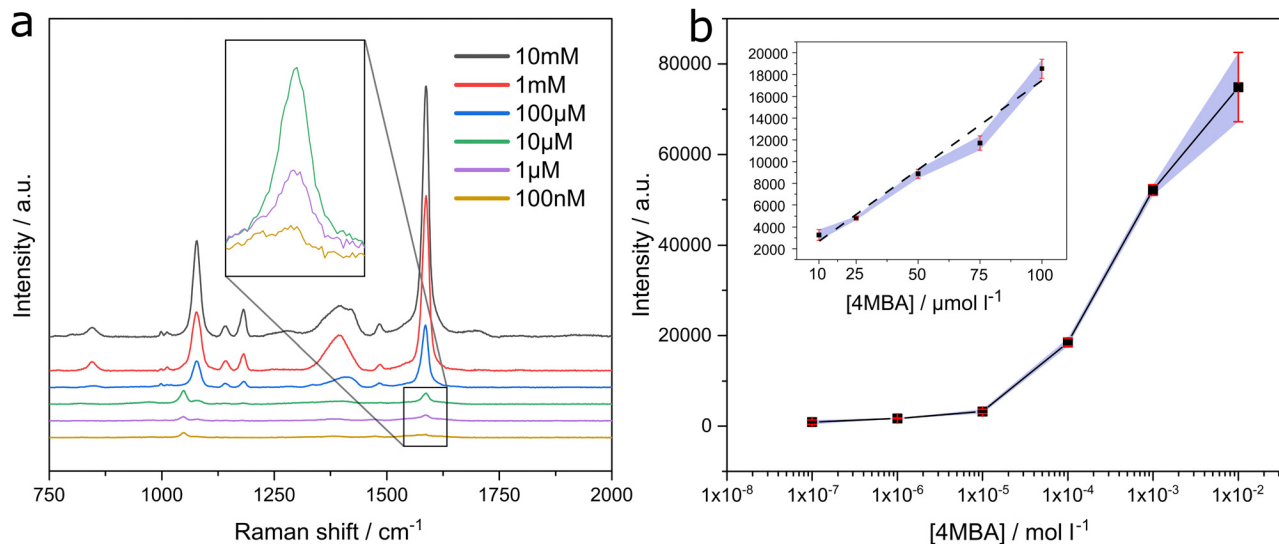 a
10mM
1mM
100µM
10µM
1µM
100nM
Intensity / a.u.
750 1000 1250 1500 1750 2000
Raman shift / cm⁻¹
b
80000
60000
40000
20000
0
Intensity / a.u.
20000
18000
16000
14000
12000
10000
8000
6000
4000
2000
10 25 50 75 100
[4MBA] / µmol l⁻¹
1x10⁻⁸ 1x10⁻⁷ 1x10⁻⁶ 1x10⁻⁵ 1x10⁻⁴ 1x10⁻³ 1x10⁻²
[4MBA] / mol l⁻¹